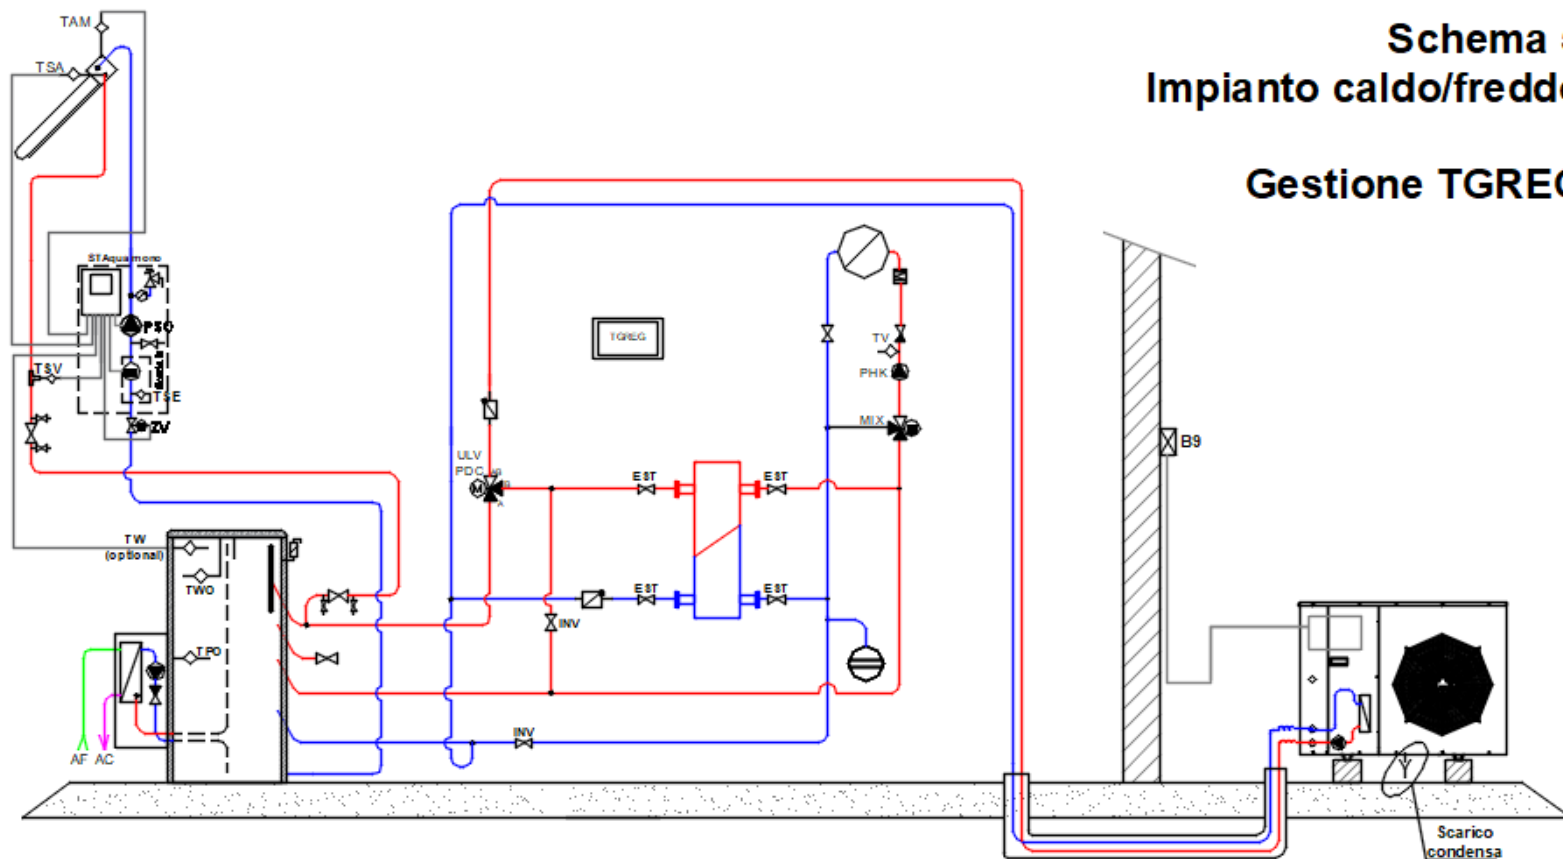 Schema
Impianto caldo/freddo
Gestione TGREG
TAM
TSA
STAqua mono
PSO
TSV
TSE
ZV
TGREG
TV
PHK
MIX
ULV
PDC
AB
B
A
EST
EST
EST
EST
INV
INV
B9
TW
(optional)
TWO
TPO
AF
AC
Scarico
condensa